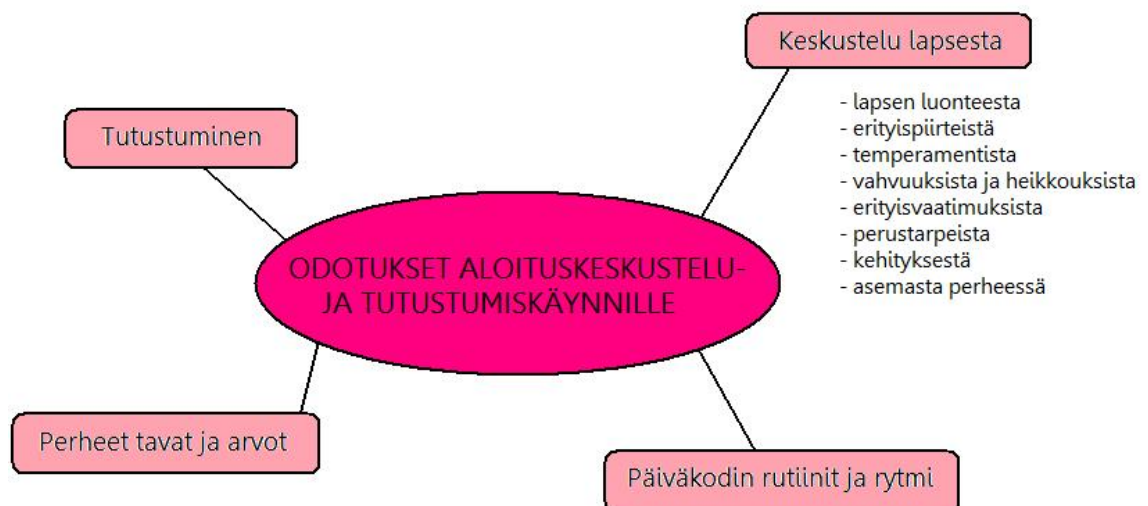 Keskustelu lapsesta
- lapsen luonteesta
- erityispiirteistä
- temperamentista
- vahvuuksista ja heikkouksista
- erityisvaatimuksista
- perustarpeista
- kehityksestä
- asemasta perheessä
Tutustuminen
ODOTUKSET ALOITUSKESKUSTELU-
JA TUTUSTUMISKÄYNNILLE
Perheet tavat ja arvot
Päiväkodin rutiinit ja rytmi